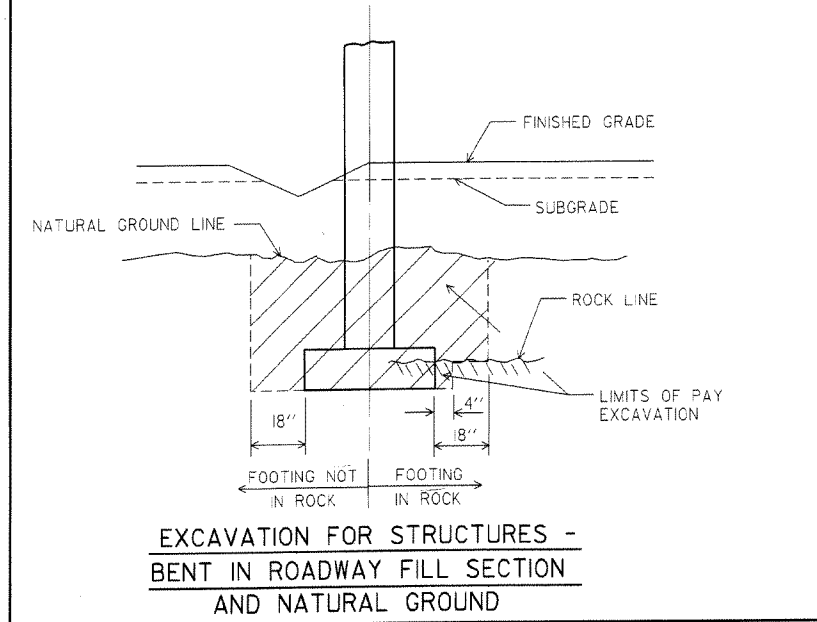 FINISHED GRADE
SUBGRADE
NATURAL GROUND LINE
ROCK LINE
LIMITS OF PAY
EXCAVATION
4"
18"
18"
FOOTING NOT
IN ROCK
FOOTING
IN ROCK
EXCAVATION FOR STRUCTURES -
BENT IN ROADWAY FILL SECTION
AND NATURAL GROUND